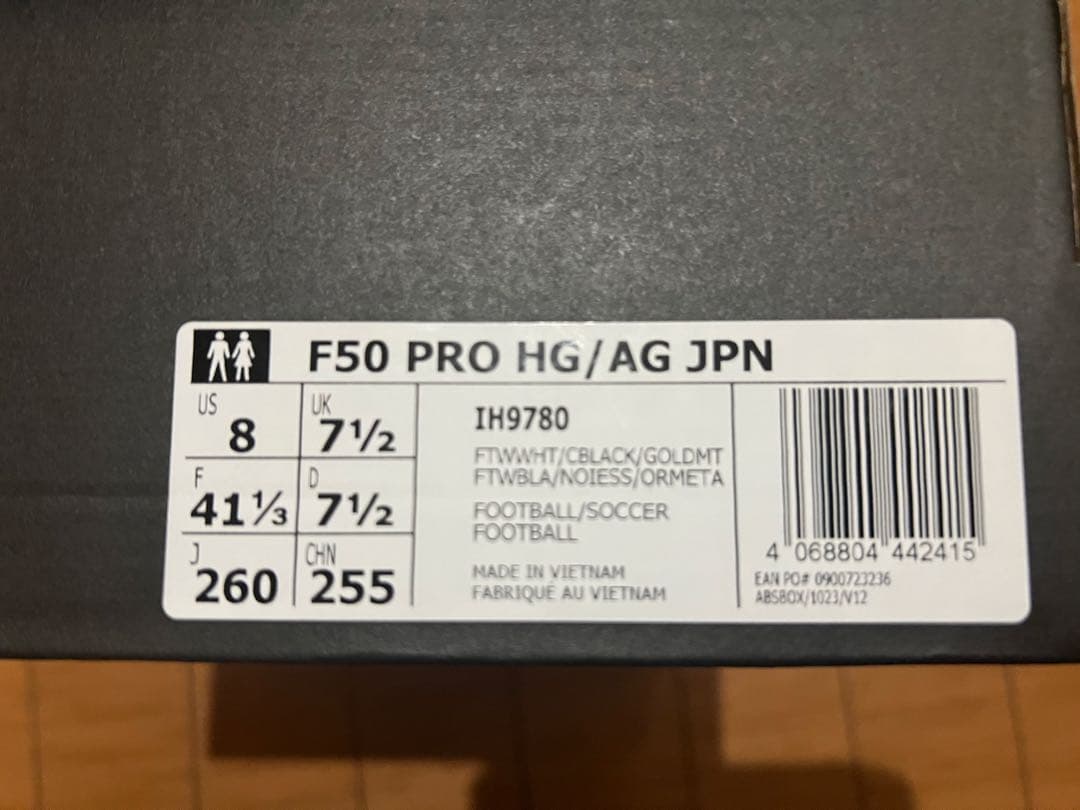 F50 PRO HG/AG JPN
US 8
UK 7½
F 41⅓
D 7½
J 260
CHN 255
IH9780
FTWWHT/CBLACK/GOLDMT
FTWBLA/NOIESS/ORMETA
FOOTBALL/SOCCER
FOOTBALL
MADE IN VIETNAM
FABRIQUÉ AU VIETNAM
4 068804 442415
EAN PO# 0900723236
ABSBOX/1023/V12